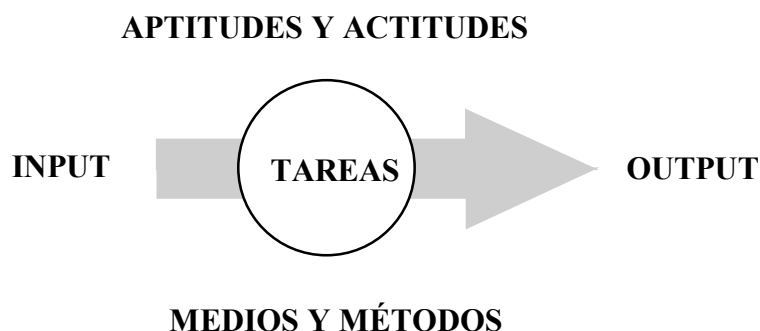 APTITUDES Y ACTITUDES
INPUT
TAREAS
OUTPUT
MEDIOS Y MÉTODOS